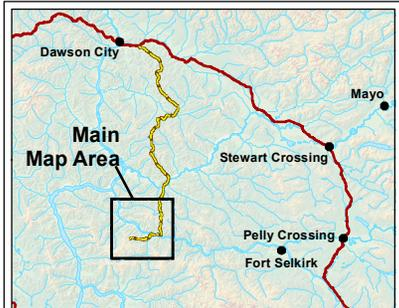 Dawson City
Mayo
Main
Map Area
Stewart Crossing
Pelly Crossing
Fort Selkirk